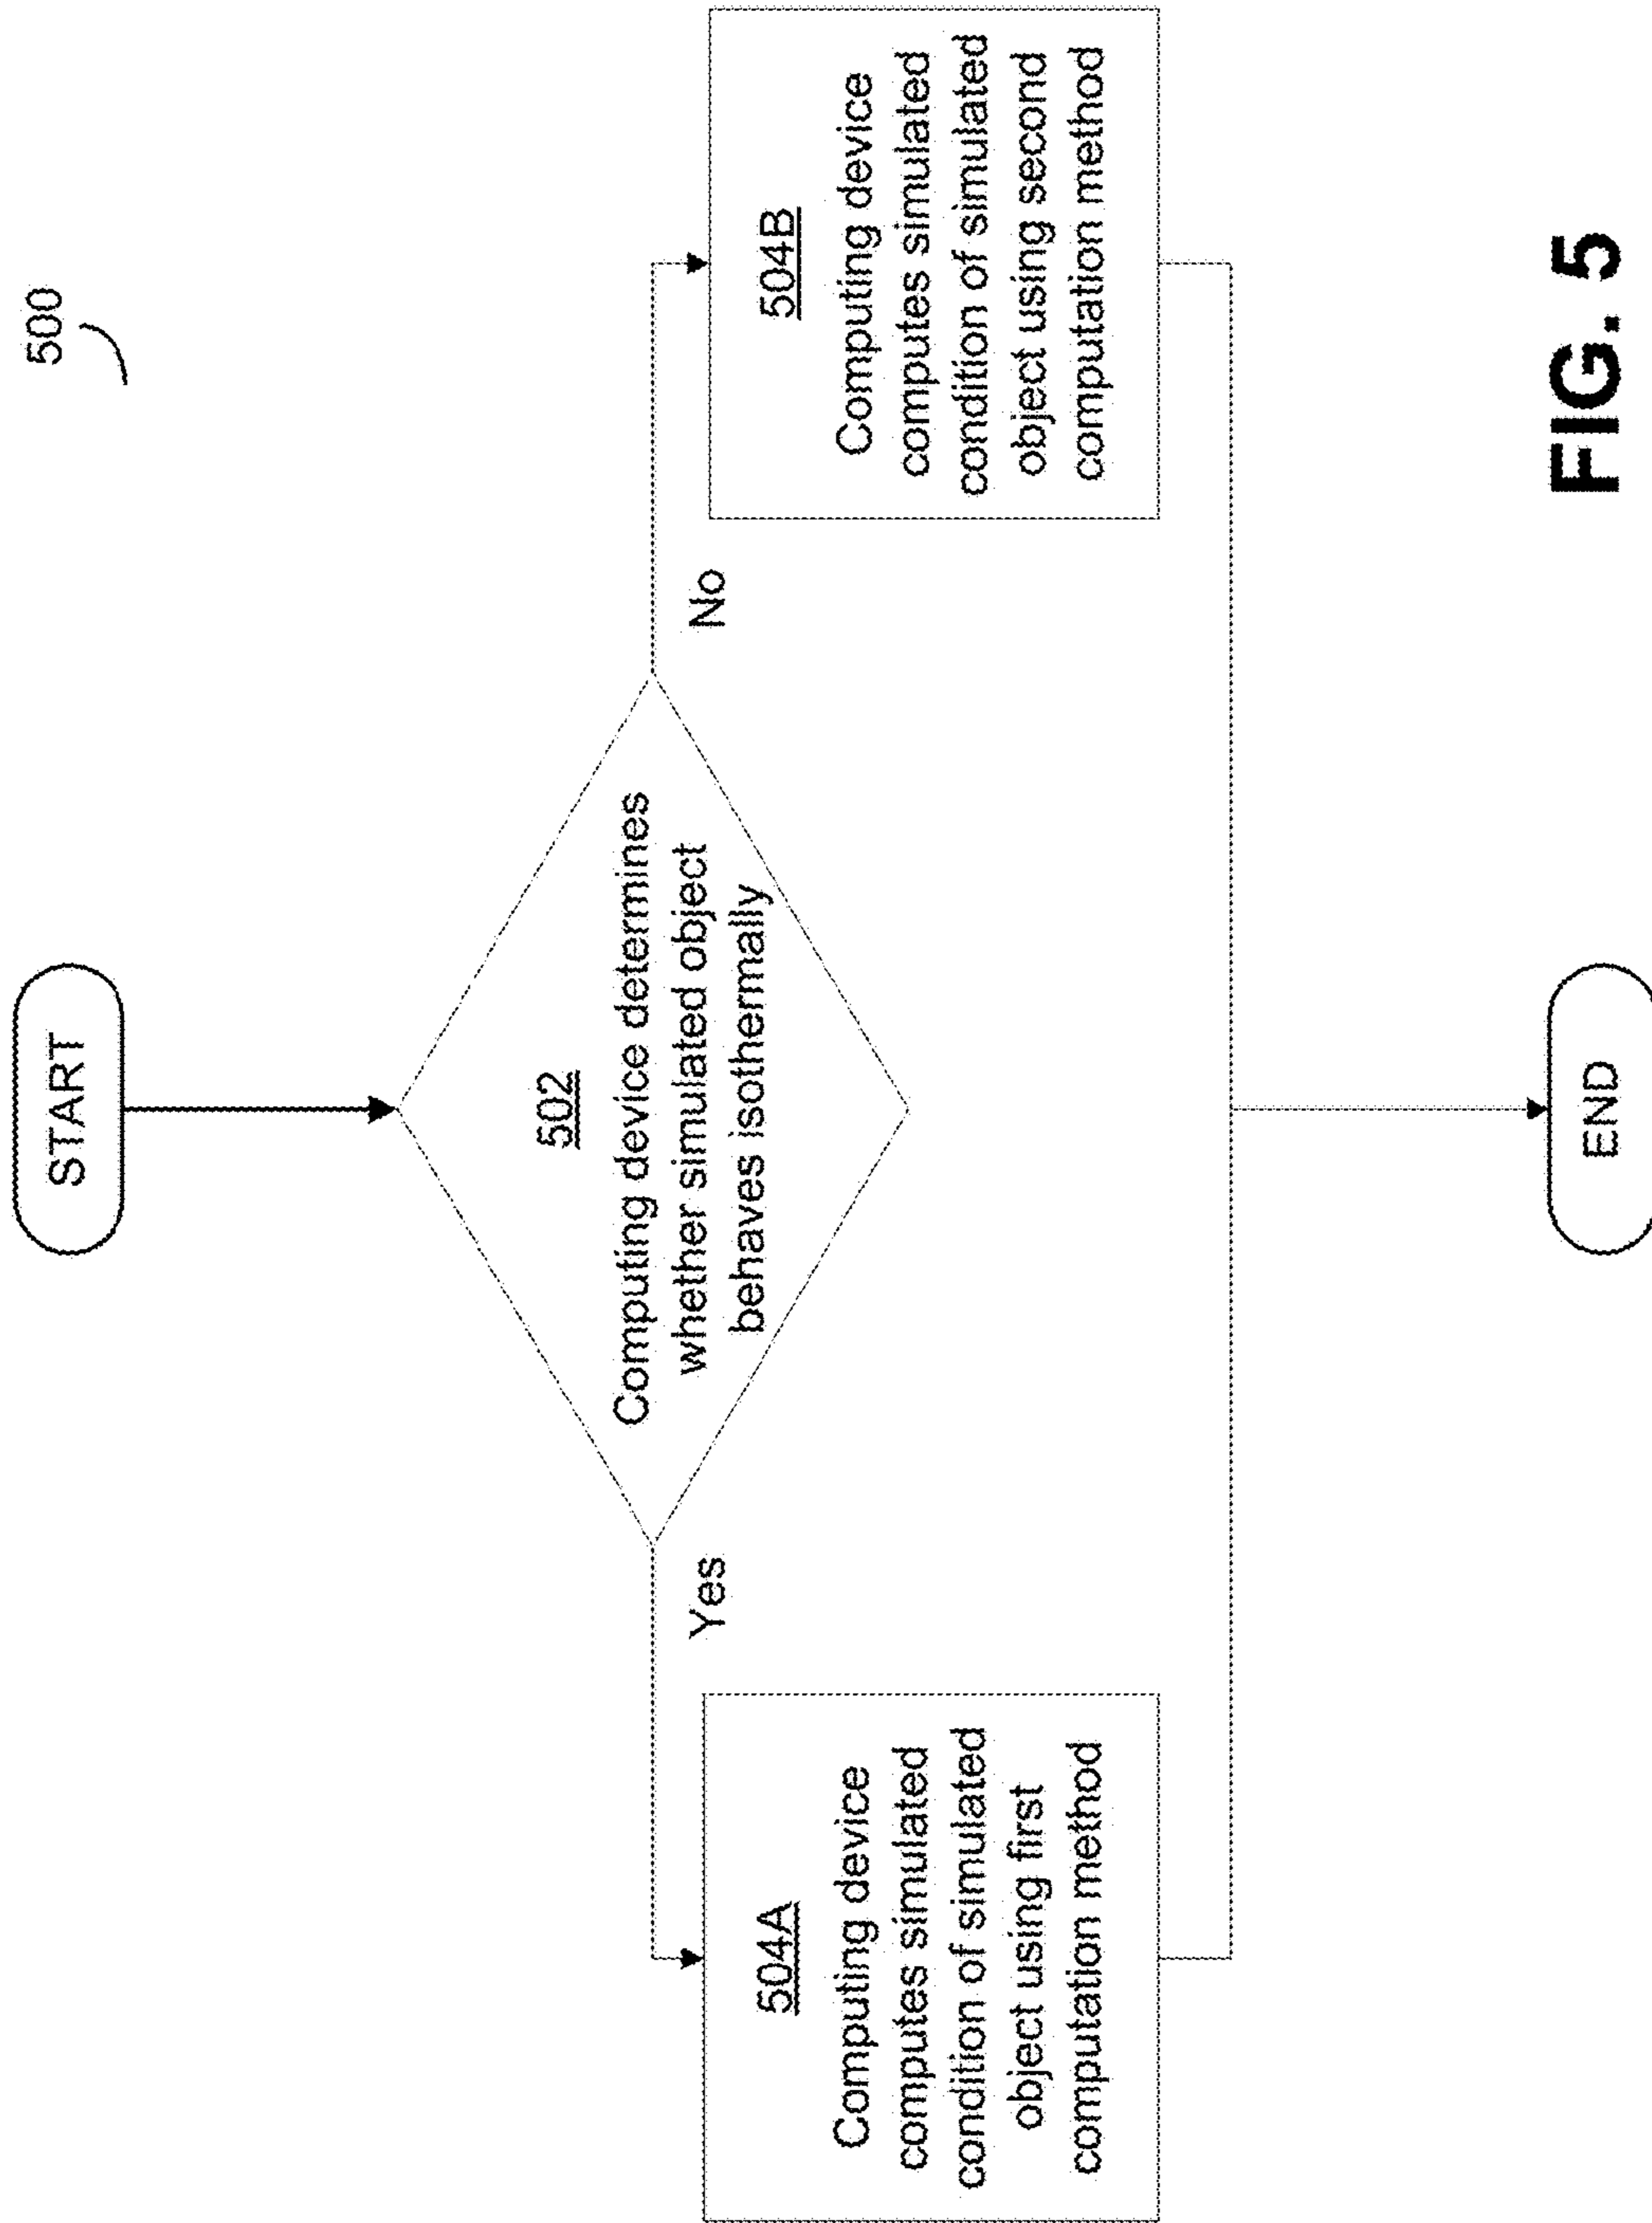 500
START
502
Computing device determines
whether simulated object
behaves isothermally
Yes
No
504A
Computing device
computes simulated
condition of simulated
object using first
computation method
504B
Computing device
computes simulated
condition of simulated
object using second
computation method
END
FIG. 5